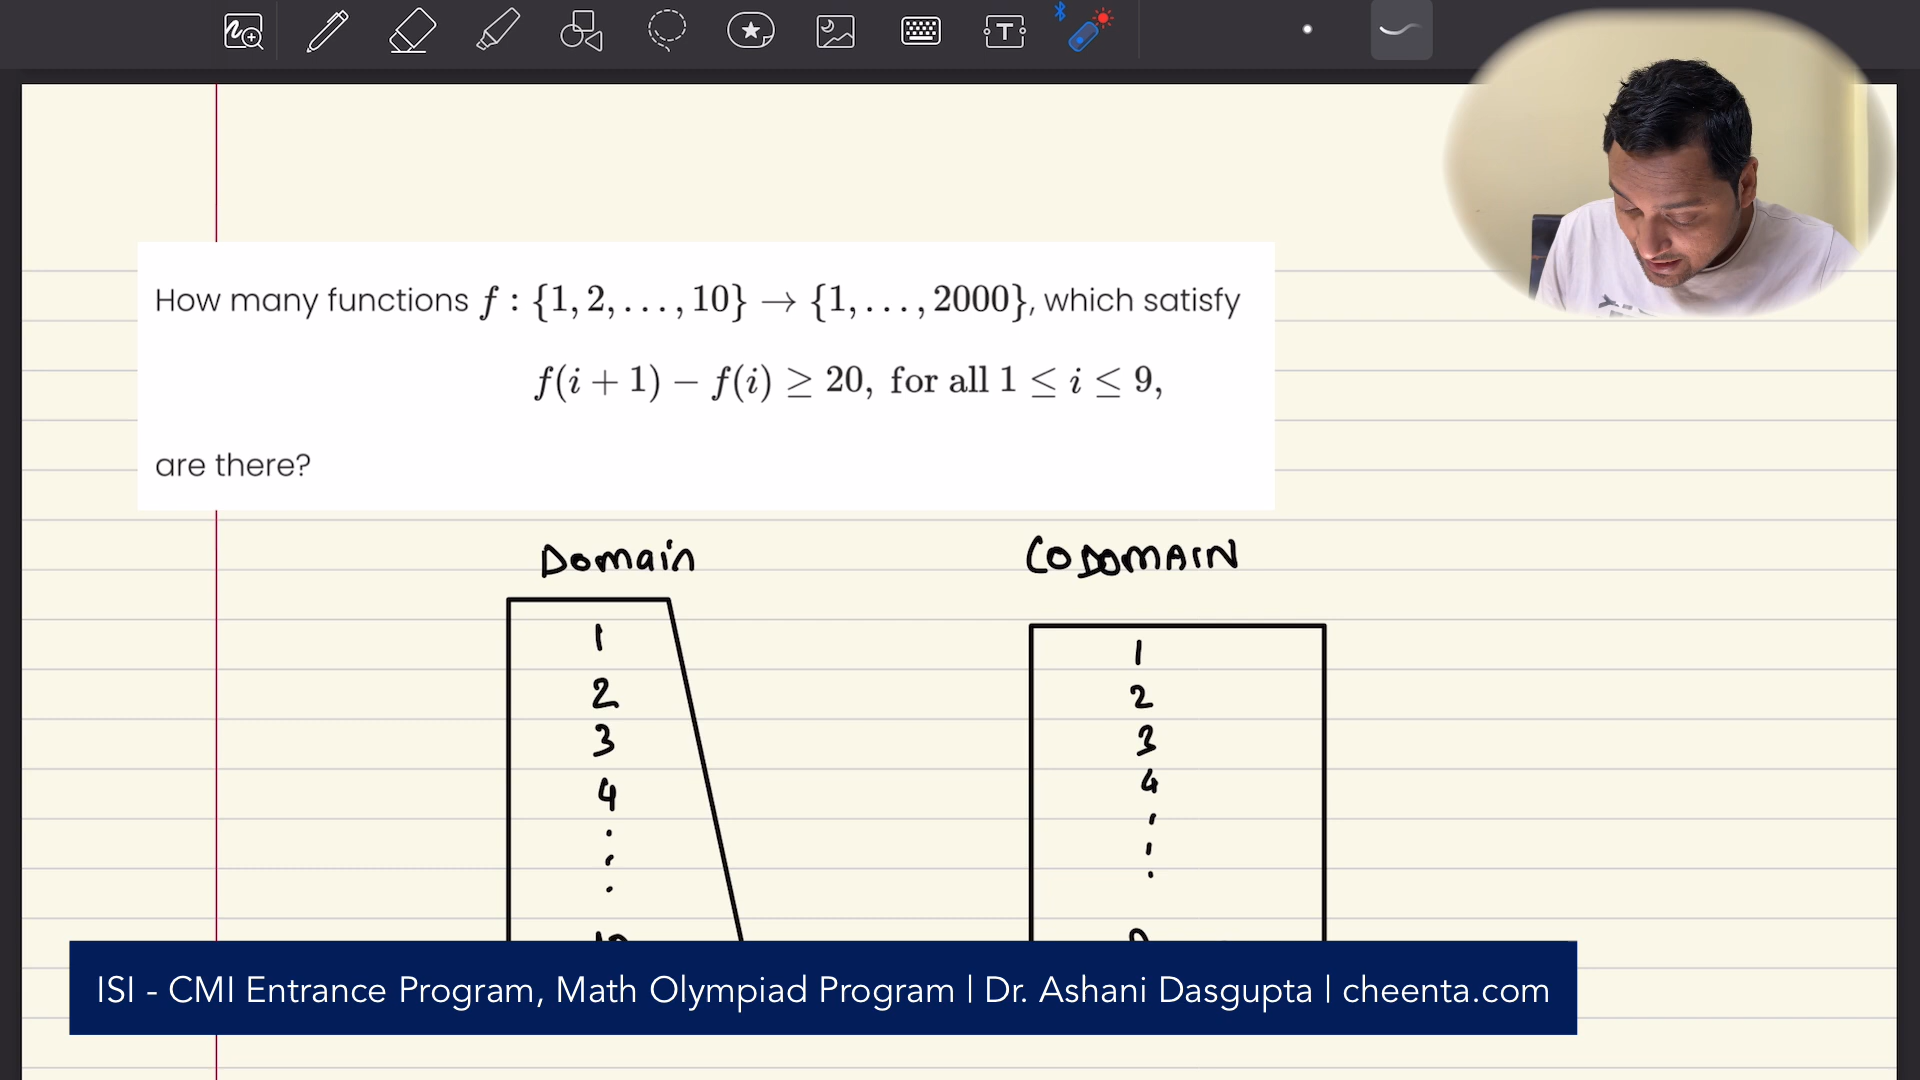 How many functions f : {1, 2, . . . , 10} → {1, . . . , 2000}, which satisfy
f(i + 1) − f(i) ≥ 20, for all 1 ≤ i ≤ 9,
are there?
Domain
CODOMAIN
1
2
3
4
1
2
3
4
ISI - CMI Entrance Program, Math Olympiad Program | Dr. Ashani Dasgupta | cheenta.com